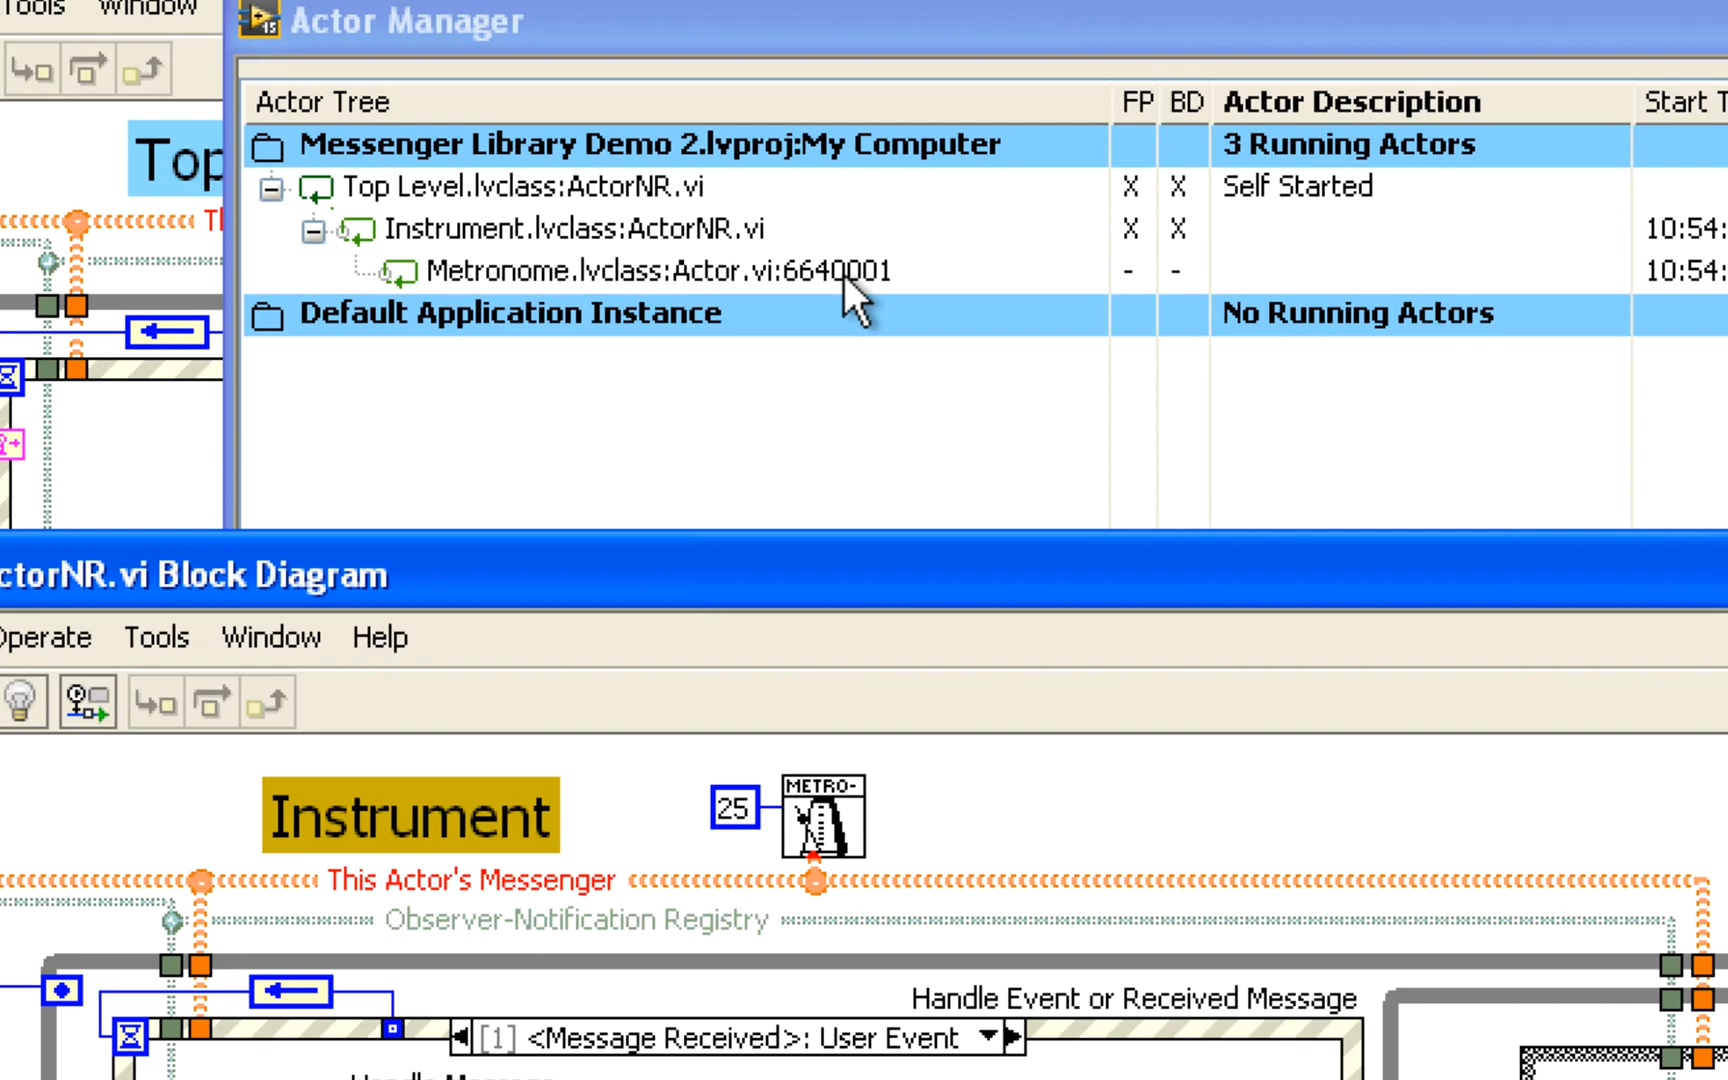 Tools Window
Actor Manager
Actor Tree FP BD Actor Description Start T
Messenger Library Demo 2.lvproj:My Computer 3 Running Actors
Top Level.lvclass:ActorNR.vi X X Self Started
Instrument.lvclass:ActorNR.vi X X 10:54:
Metronome.lvclass:Actor.vi:6640001 - - 10:54:
Default Application Instance No Running Actors
Top
Th
ctorNR.vi Block Diagram
Operate Tools Window Help
Instrument
25
METRO-
This Actor's Messenger
Observer-Notification Registry
Handle Event or Received Message
[1] <Message Received>: User Event
Handle Message